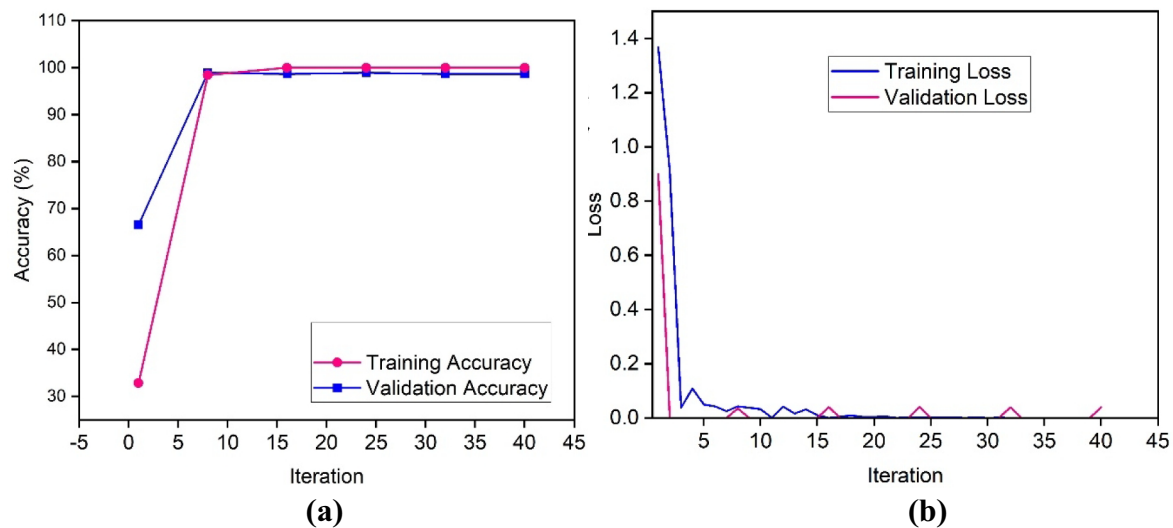 110
100
90
80
70
60
50
40
30
Accuracy (%)
Training Accuracy
Validation Accuracy
-5 0 5 10 15 20 25 30 35 40 45
Iteration
(a)
(b)
1.4
1.2
1.0
0.8
0.6
0.4
0.2
0.0
Loss
Training Loss
Validation Loss
5 10 15 20 25 30 35 40 45
Iteration